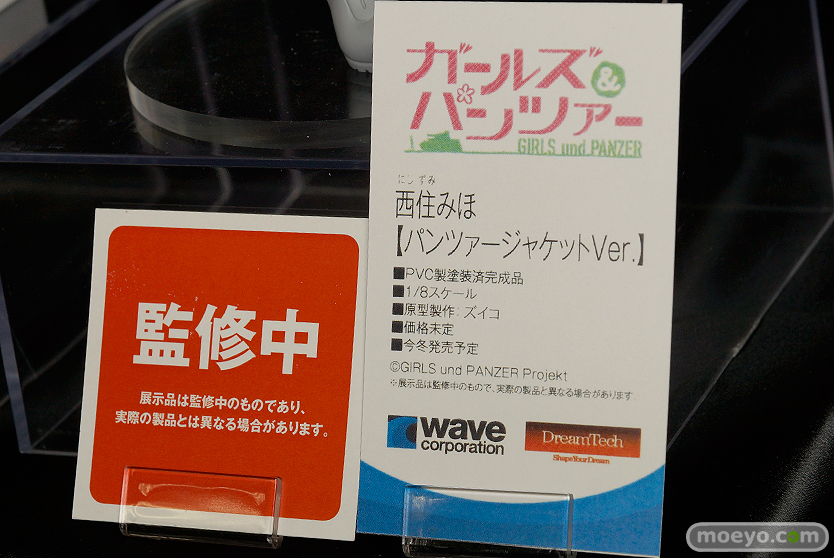 ガールズ&
パンツァー
GIRLS und PANZER
にしずみ
西住みほ
【パンツァージャケットVer.】
■PVC製塗装済完成品
■1/8スケール
■原型製作：ズイコ
■価格未定
■今冬発売予定
©GIRLS und PANZER Projekt
※展示品は監修中のもので、実際の製品と異なる場合があります
wave
corporation
DreamTech
ShapeYourDream
監修中
展示品は監修中のものであり、
実際の製品とは異なる場合があります。
moeyo.com